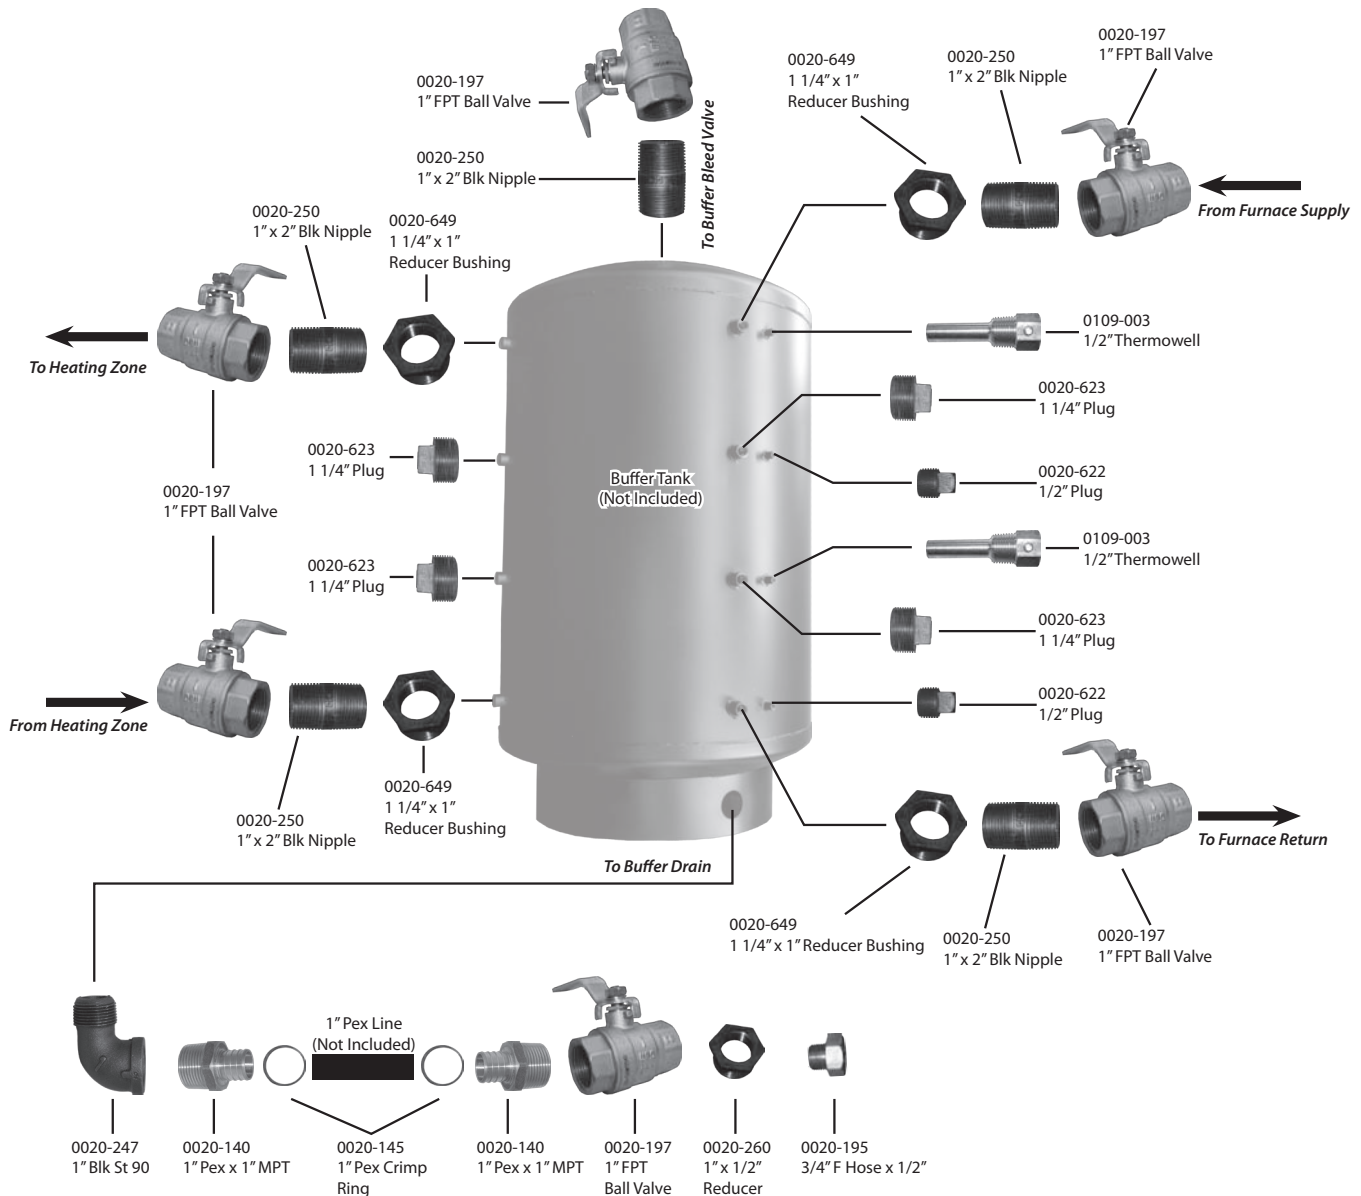 0020-197
1" FPT Ball Valve
0020-250
1" x 2" Blk Nipple
To Buffer Bleed Valve
0020-649
1 1/4" x 1"
Reducer Bushing
0020-250
1" x 2" Blk Nipple
0020-197
1" FPT Ball Valve
From Furnace Supply
0020-250
1" x 2" Blk Nipple
0020-649
1 1/4" x 1"
Reducer Bushing
To Heating Zone
0109-003
1/2" Thermowell
0020-623
1 1/4" Plug
0020-623
1 1/4" Plug
0020-622
1/2" Plug
Buffer Tank
(Not Included)
0020-197
1" FPT Ball Valve
0109-003
1/2" Thermowell
0020-623
1 1/4" Plug
0020-623
1 1/4" Plug
0020-622
1/2" Plug
From Heating Zone
0020-250
1" x 2" Blk Nipple
0020-649
1 1/4" x 1"
Reducer Bushing
To Furnace Return
To Buffer Drain
0020-649
1 1/4" x 1" Reducer Bushing
0020-250
1" x 2" Blk Nipple
0020-197
1" FPT Ball Valve
1" Pex Line
(Not Included)
0020-247
1" Blk St 90
0020-140
1" Pex x 1" MPT
0020-145
1" Pex Crimp
Ring
0020-140
1" Pex x 1" MPT
0020-197
1" FPT
Ball Valve
0020-260
1" x 1/2"
Reducer
0020-195
3/4" F Hose x 1/2"